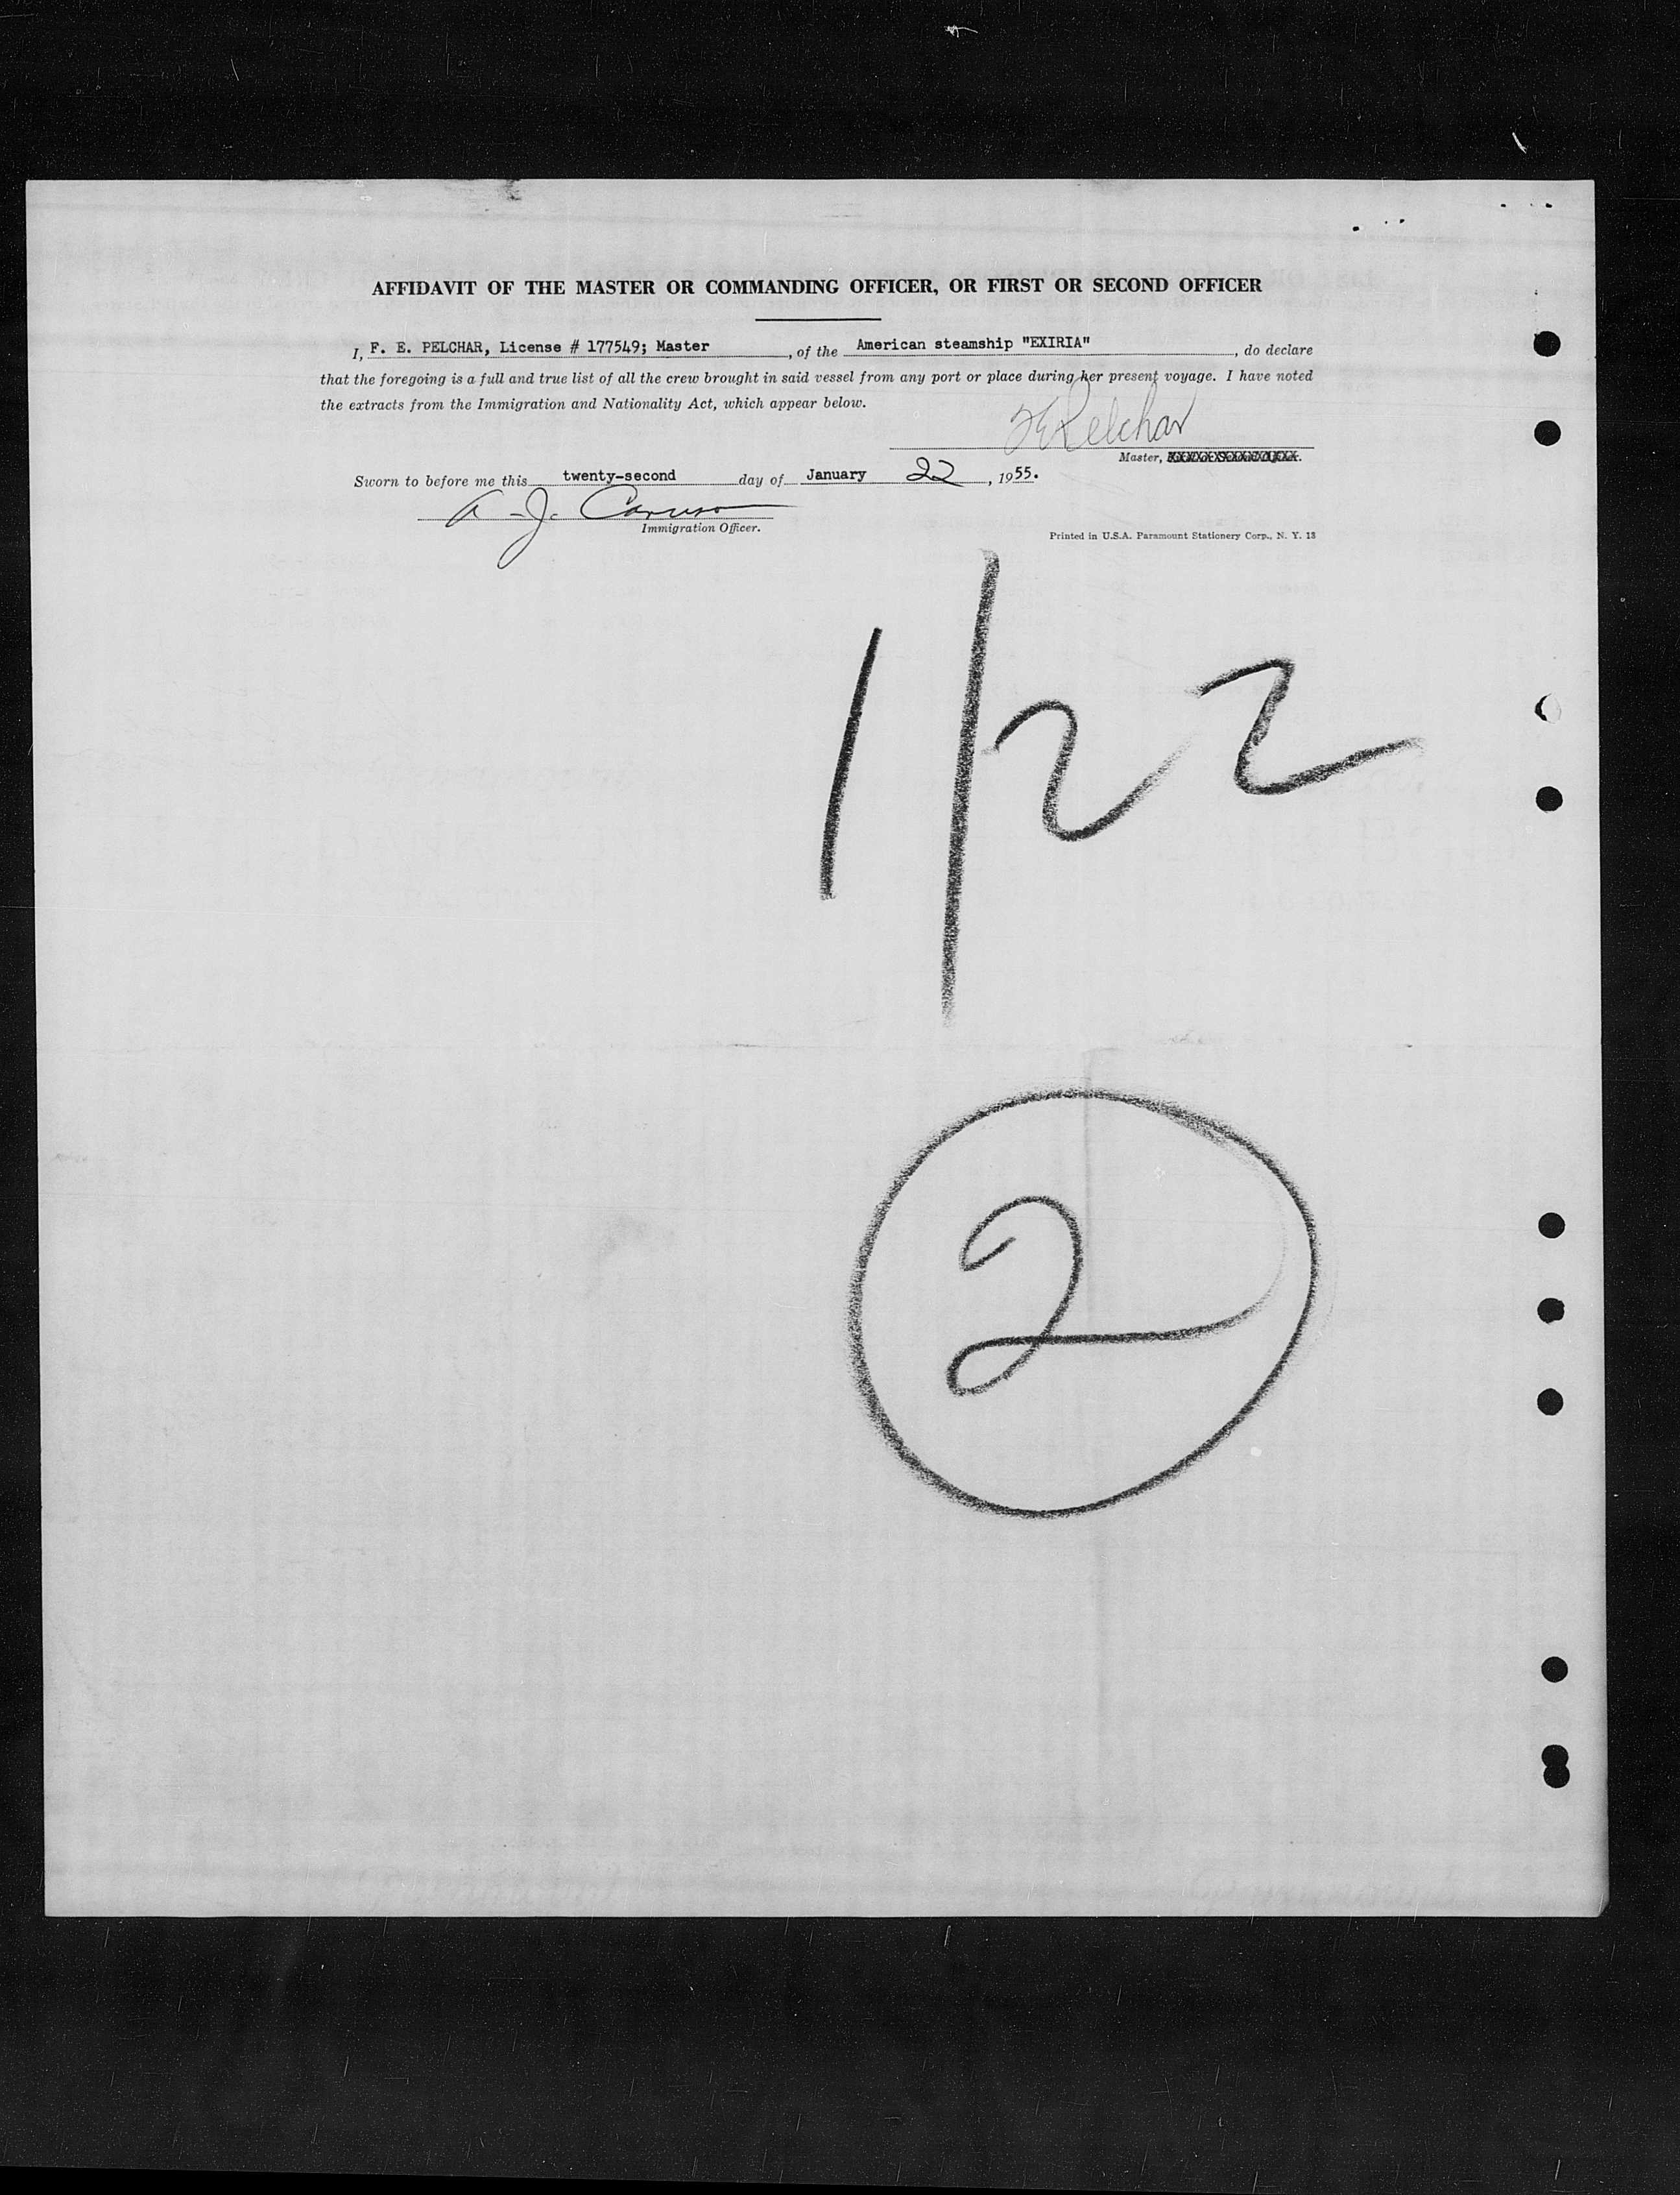 AFFIDAVIT OF THE MASTER OR COMMANDING OFFICER, OR FIRST OR SECOND OFFICER
I, F. E. PELCHAR, License # 177549; Master, of the American steamship "EXIRIA", do declare
that the foregoing is a full and true list of all the crew brought in said vessel from any port or place during her present voyage. I have noted
the extracts from the Immigration and Nationality Act, which appear below.
F E Pelchar
Master,
Sworn to before me this twenty-second day of January 22, 1955.
A. J. Caruso
Immigration Officer.
Printed in U.S.A. Paramount Stationery Corp., N. Y. 13
1/22
2